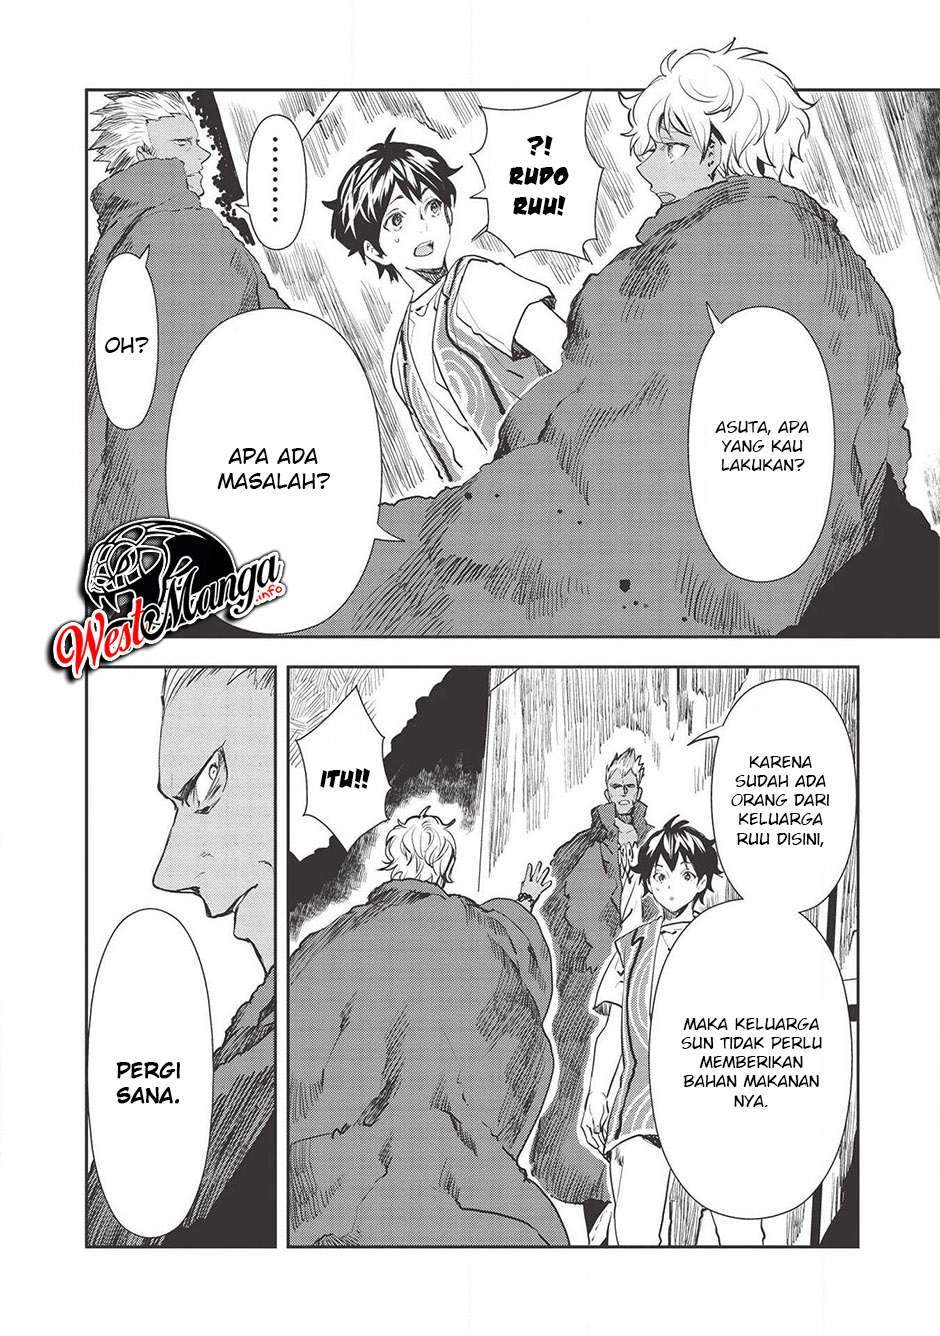 ?!
RUDO
RUU!
ASUTA, APA
YANG KAU
LAKUKAN?
.........
OH?
APA ADA
MASALAH?
WestManga
.info
KARENA
SUDAH ADA
ORANG DARI
KELUARGA
RUU DISINI,
MAKA KELUARGA
SUN TIDAK PERLU
MEMBERIKAN
BAHAN MAKANAN
NYA.
ITU!!
PERGI
SANA.